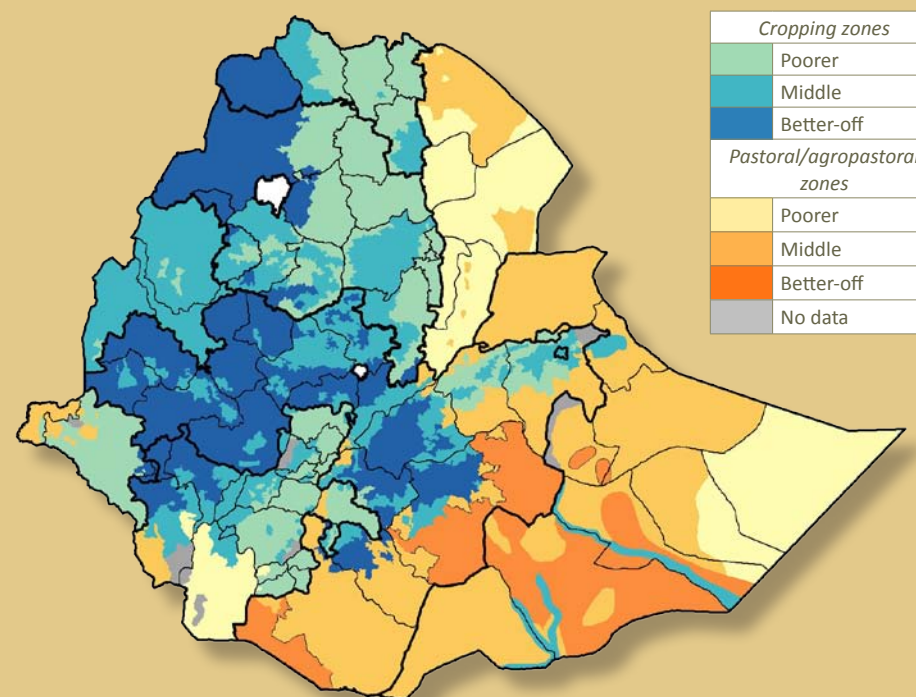 Cropping zones
Poorer
Middle
Better-off
Pastoral/agropastoral
zones
Poorer
Middle
Better-off
No data